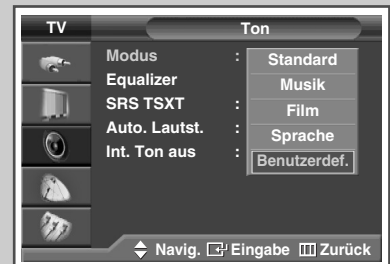 TV
Ton
Modus :
Standard
Equalizer
Musik
SRS TSXT :
Film
Auto. Lautst. :
Sprache
Int. Ton aus :
Benutzerdef.
Navig. Eingabe Zurück